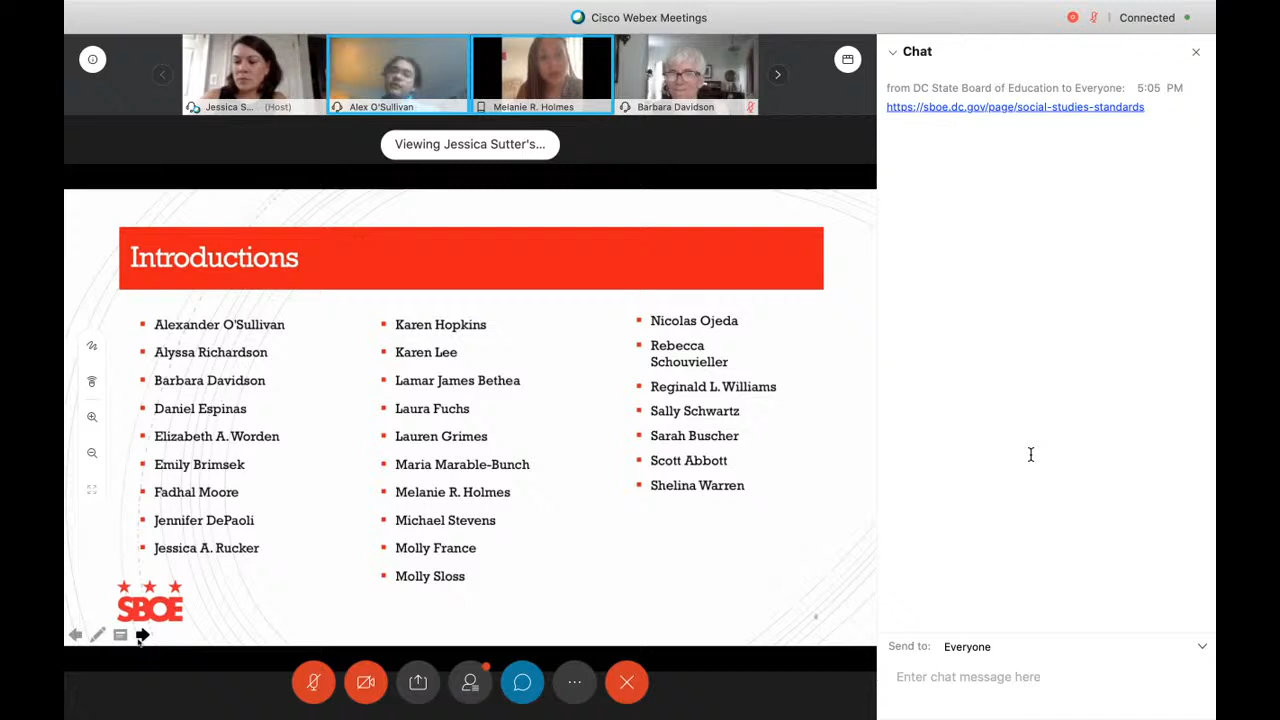 Cisco Webex Meetings
Connected
Jessica S... (Host)
Alex O'Sullivan
Melanie R. Holmes
Barbara Davidson
Viewing Jessica Sutter's...
Introductions
Alexander O'Sullivan
Alyssa Richardson
Barbara Davidson
Daniel Espinas
Elizabeth A. Worden
Emily Brimsek
Fadhal Moore
Jennifer DePaoli
Jessica A. Rucker
Karen Hopkins
Karen Lee
Lamar James Bethea
Laura Fuchs
Lauren Grimes
Maria Marable-Bunch
Melanie R. Holmes
Michael Stevens
Molly France
Molly Sloss
Nicolas Ojeda
Rebecca
Schouvieller
Reginald L. Williams
Sally Schwartz
Sarah Buscher
Scott Abbott
Shelina Warren
SBOE
Chat
from DC State Board of Education to Everyone: 5:05 PM
https://sboe.dc.gov/page/social-studies-standards
Send to: Everyone
Enter chat message here